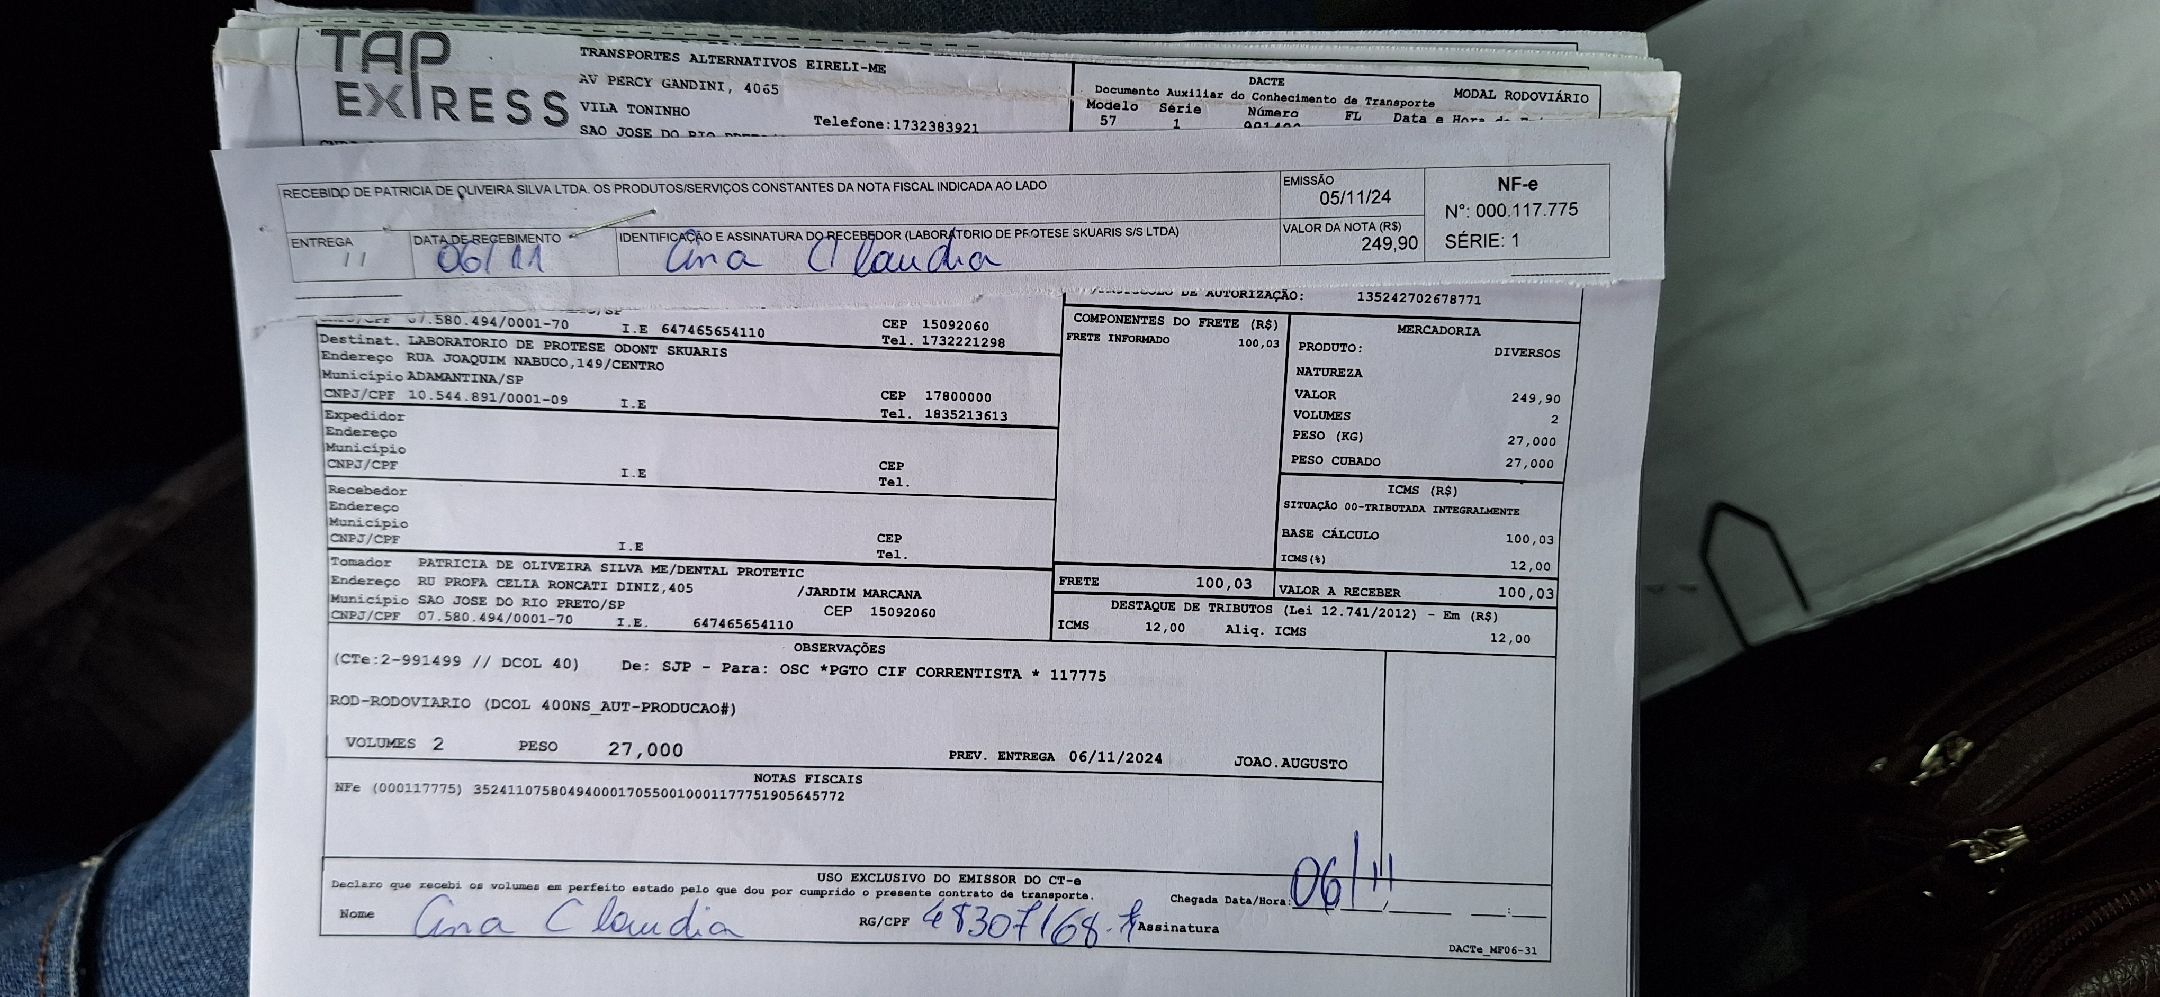 TAP EXPRESS
TRANSPORTES ALTERNATIVOS EIRELI-ME
AV PERCY GANDINI, 4065
VILA TONINHO
SAO JOSE DO RIO
Telefone:1732383921
DACTE
Documento Auxiliar do Conhecimento de Transporte
MODAL RODOVIÁRIO
Modelo Série Número FL Data e Hora de
57 1
RECEBIDO DE PATRICIA DE OLIVEIRA SILVA LTDA. OS PRODUTOS/SERVIÇOS CONSTANTES DA NOTA FISCAL INDICADA AO LADO
EMISSÃO
05/11/24
VALOR DA NOTA (R$)
249,90
NF-e
Nº: 000.117.775
SÉRIE: 1
ENTREGA
/ /
DATA DE RECEBIMENTO
06/11
IDENTIFICAÇÃO E ASSINATURA DO RECEBEDOR (LABORATORIO DE PROTESE SKUARIS S/S LTDA)
Ana Claudia
DE AUTORIZAÇÃO: 135242702678771
07.580.494/0001-70 I.E 647465654110 CEP 15092060
Tel. 1732221298
Destinat. LABORATORIO DE PROTESE ODONT SKUARIS
Endereço RUA JOAQUIM NABUCO,149/CENTRO
Município ADAMANTINA/SP
CEP 17800000
CNPJ/CPF 10.544.891/0001-09 I.E
Tel. 1835213613
Expedidor
Endereço
Município
CNPJ/CPF I.E CEP
Tel.
Recebedor
Endereço
Município
CNPJ/CPF I.E CEP
Tel.
Tomador PATRICIA DE OLIVEIRA SILVA ME/DENTAL PROTETIC
Endereço RU PROFA CELIA RONCATI DINIZ,405 /JARDIM MARCANA
Município SAO JOSE DO RIO PRETO/SP CEP 15092060
CNPJ/CPF 07.580.494/0001-70 I.E. 647465654110
COMPONENTES DO FRETE (R$)
FRETE INFORMADO 100,03
MERCADORIA
PRODUTO: DIVERSOS
NATUREZA
VALOR 249,90
VOLUMES 2
PESO (KG) 27,000
PESO CUBADO 27,000
ICMS (R$)
SITUAÇÃO 00-TRIBUTADA INTEGRALMENTE
BASE CÁLCULO 100,03
ICMS(%) 12,00
FRETE 100,03
VALOR A RECEBER 100,03
DESTAQUE DE TRIBUTOS (Lei 12.741/2012) - Em (R$)
ICMS 12,00 Aliq. ICMS 12,00
OBSERVAÇÕES
(CTe:2-991499 // DCOL 40) De: SJP - Para: OSC *PGTO CIF CORRENTISTA * 117775
ROD-RODOVIARIO (DCOL 400NS_AUT-PRODUCAO#)
VOLUMES 2 PESO 27,000 PREV. ENTREGA 06/11/2024 JOAO.AUGUSTO
NOTAS FISCAIS
NFe (000117775) 35241107580494000170550010001177751905645772
USO EXCLUSIVO DO EMISSOR DO CT-e
Declaro que recebi os volumes em perfeito estado pelo que dou por cumprido o presente contrato de transporte.
Chegada Data/Hora: 06/11
Nome Ana Claudia RG/CPF 48307168- Assinatura
DACTe_MF06-31